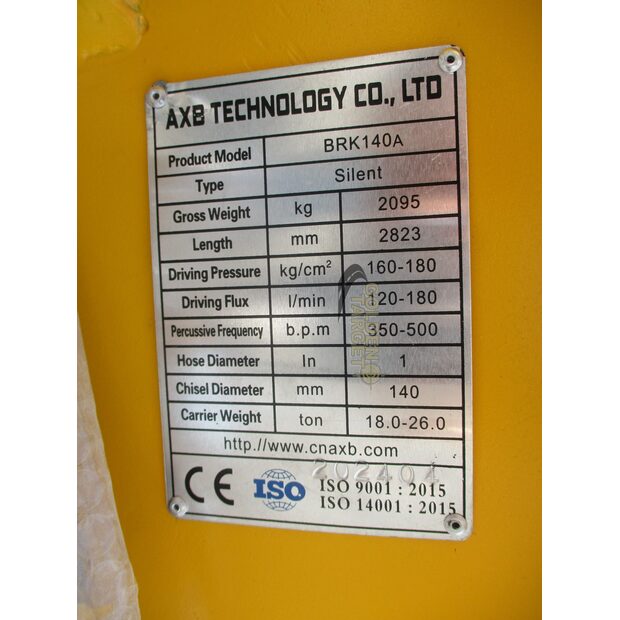 AXB TECHNOLOGY CO., LTD
Product Model BRK140A
Type Silent
Gross Weight kg 2095
Length mm 2823
Driving Pressure kg/cm² 160-180
Driving Flux l/min 120-180
Percussive Frequency b.p.m 350-500
Hose Diameter In 1
Chisel Diameter mm 140
Carrier Weight ton 18.0-26.0
http://www.cnaxb.com
202404
CE ISO ISO 9001 : 2015
ISO 14001 : 2015
GOLDEN
TARGET